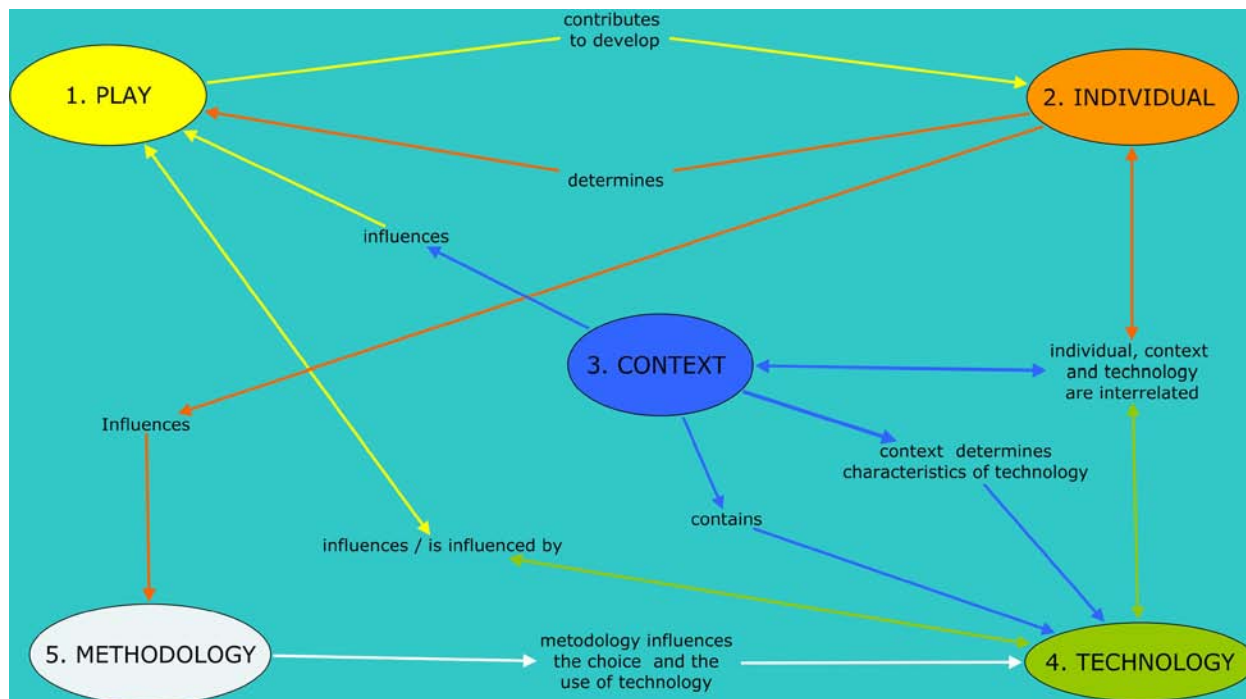 contributes
to develop
1. PLAY
2. INDIVIDUAL
determines
influences
3. CONTEXT
individual, context
and technology
are interrelated
Influences
context determines
characteristics of technology
contains
influences / is influenced by
5. METHODOLOGY
metodology influences
the choice and the
use of technology
4. TECHNOLOGY